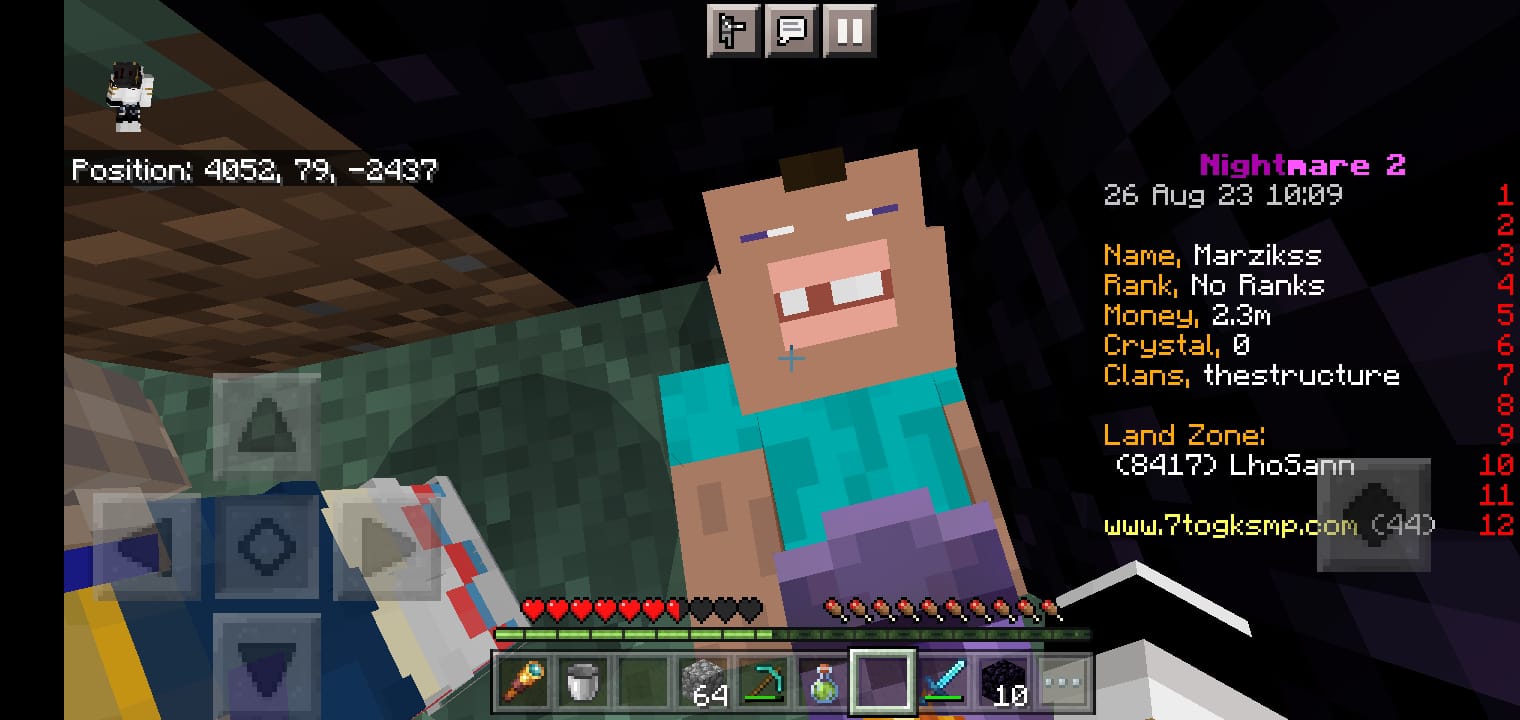 Position: 4052, 79, -2437
Nightmare 2
26 Aug 23 10:09 1
2
Name, Marzikss 3
Rank, No Ranks 4
Money, 2.3m 5
Crystal, 0 6
Clans, thestructure 7
8
Land Zone: 9
(8417) LhoSann 10
11
www.7togksmp.com (44) 12
64
10